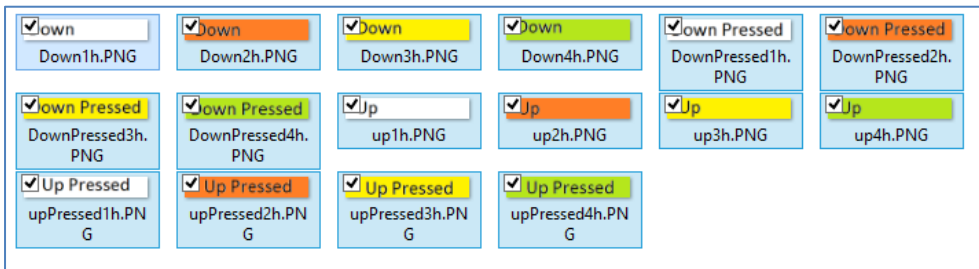 Down Down Down Down Down Pressed Down Pressed
Down1h.PNG Down2h.PNG Down3h.PNG Down4h.PNG DownPressed1h. DownPressed2h.
PNG PNG
Down Pressed Down Pressed Up Up Up Up
DownPressed3h. DownPressed4h. up1h.PNG up2h.PNG up3h.PNG up4h.PNG
PNG PNG
Up Pressed Up Pressed Up Pressed Up Pressed
upPressed1h.PN upPressed2h.PN upPressed3h.PN upPressed4h.PN
G G G G